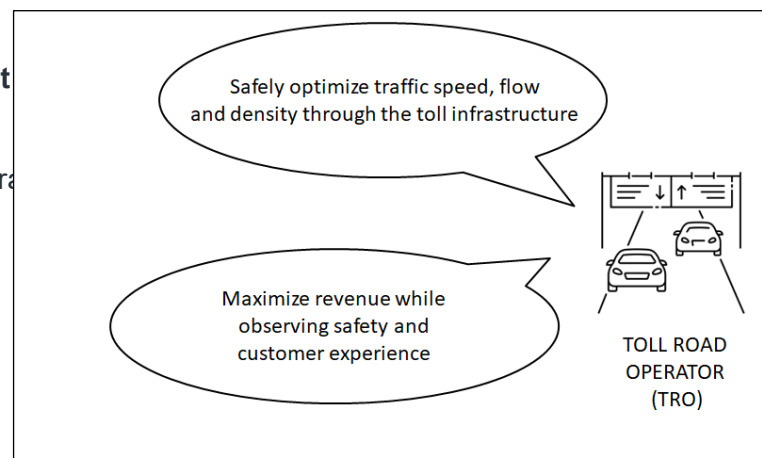 t
Safely optimize traffic speed, flow
and density through the toll infrastructure
Maximize revenue while
observing safety and
customer experience
TOLL ROAD
OPERATOR
(TRO)